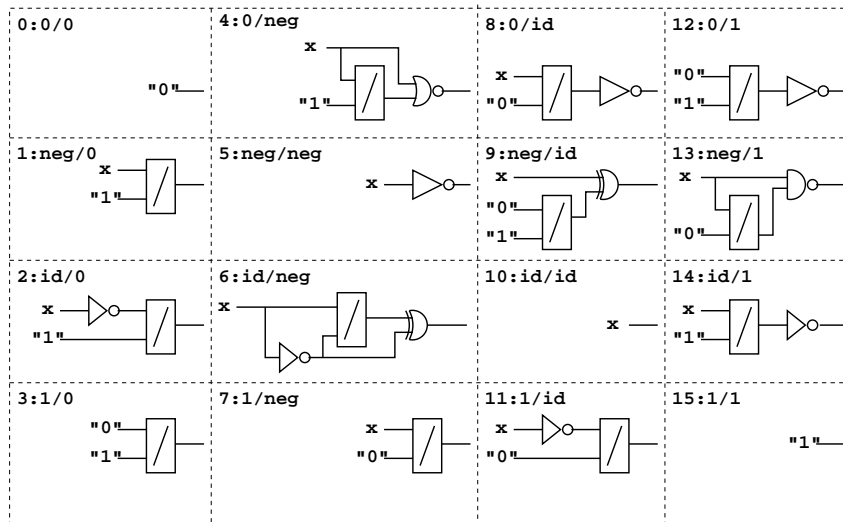 0:0/0
"0"
4:0/neg
x
"1"
8:0/id
x
"0"
12:0/1
"0"
"1"
1:neg/0
x
"1"
5:neg/neg
x
9:neg/id
x
"0"
"1"
13:neg/1
x
"0"
2:id/0
x
"1"
6:id/neg
x
10:id/id
x
14:id/1
x
"1"
3:1/0
"0"
"1"
7:1/neg
x
"0"
11:1/id
x
"0"
15:1/1
"1"